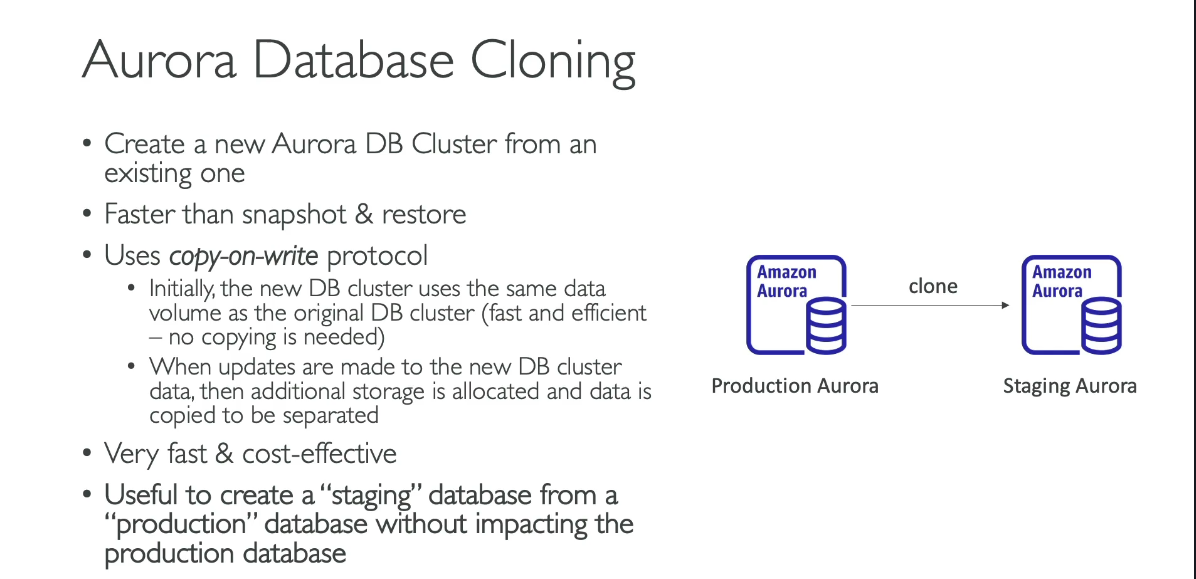 Aurora Database Cloning
• Create a new Aurora DB Cluster from an
existing one
• Faster than snapshot & restore
• Uses copy-on-write protocol
• Initially, the new DB cluster uses the same data
volume as the original DB cluster (fast and efficient
– no copying is needed)
• When updates are made to the new DB cluster
data, then additional storage is allocated and data is
copied to be separated
• Very fast & cost-effective
• Useful to create a “staging” database from a
“production” database without impacting the
production database
Amazon
Aurora
clone
Amazon
Aurora
Production Aurora
Staging Aurora